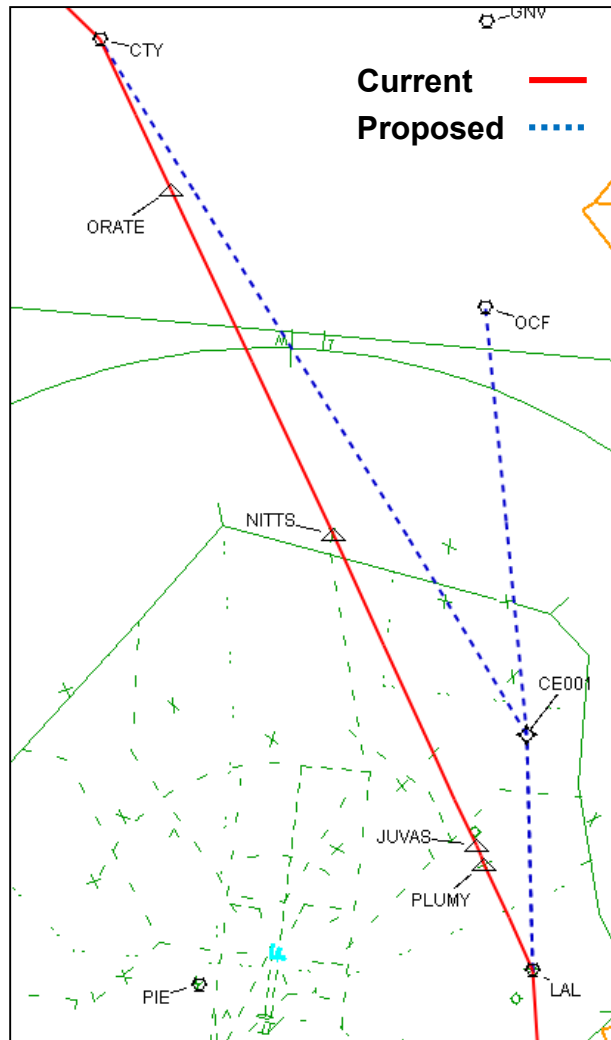 GNV
CTY
Current
Proposed
ORATE
OCF
NITTS
CE001
JUVAS
PLUMY
PIE
LAL